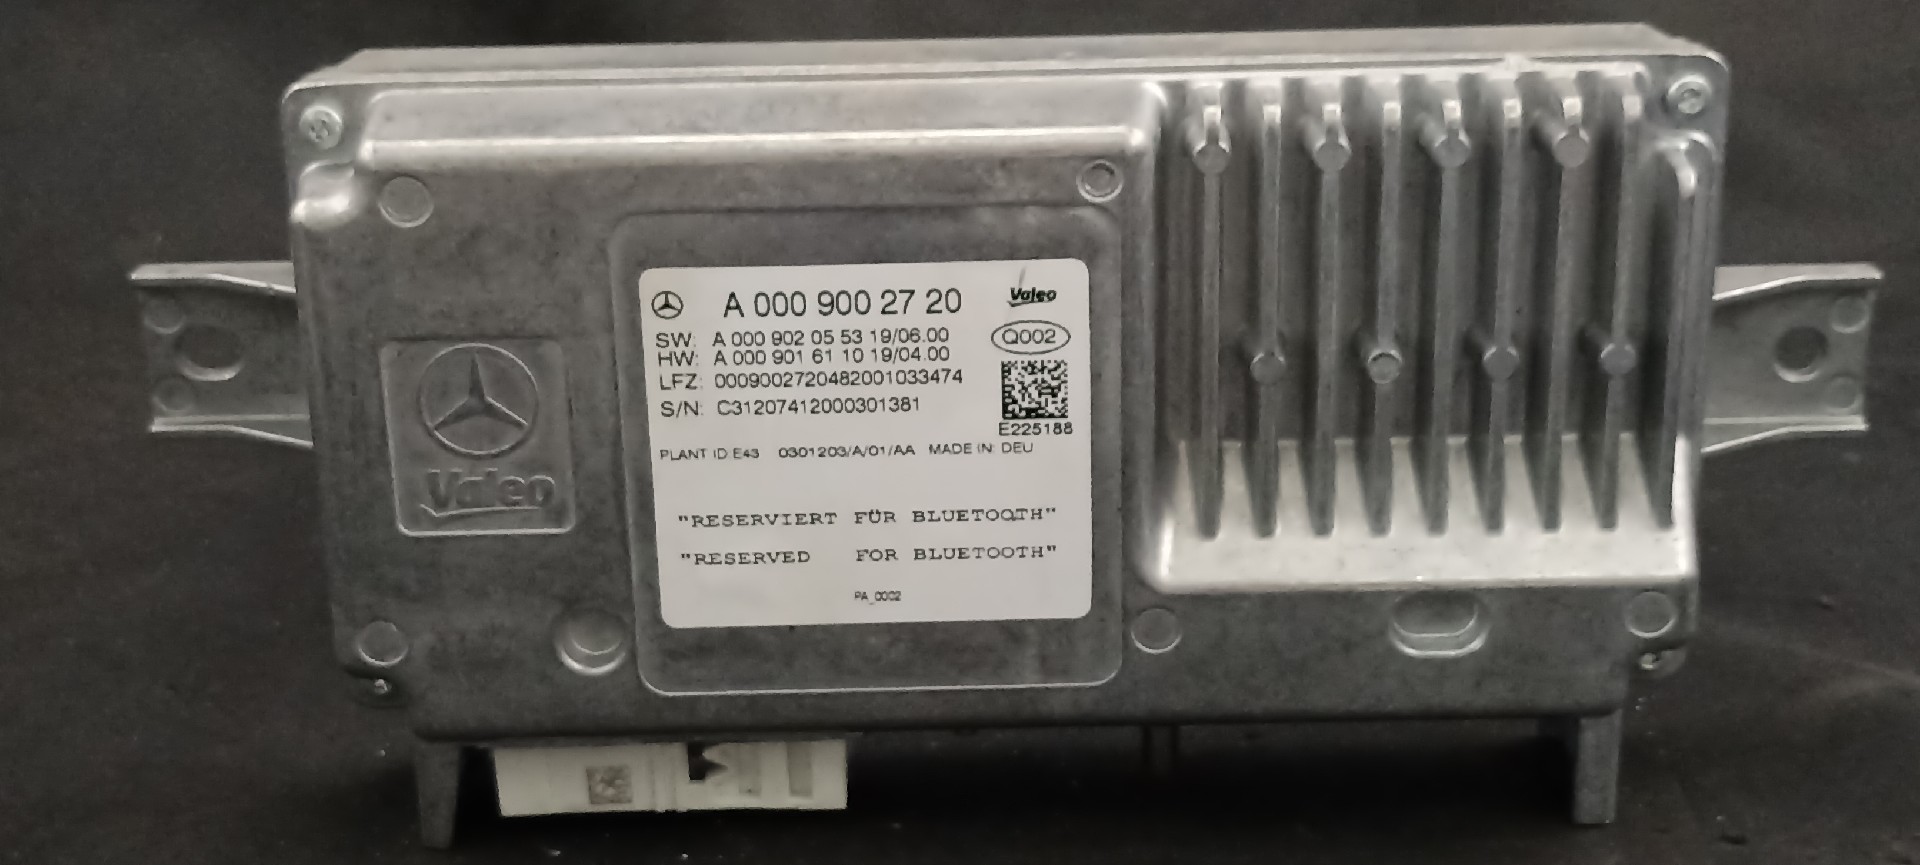 A 000 900 27 20
Valeo
SW: A 000 902 05 53 19/06.00
Q002
HW: A 000 901 61 10 19/04.00
LFZ: 0009002720482001033474
S/N: C31207412000301381
E225188
PLANT ID E43 0301203/A/01/AA MADE IN: DEU
Valeo
"RESERVIERT FÜR BLUETOOTH"
"RESERVED FOR BLUETOOTH"
PA_0002